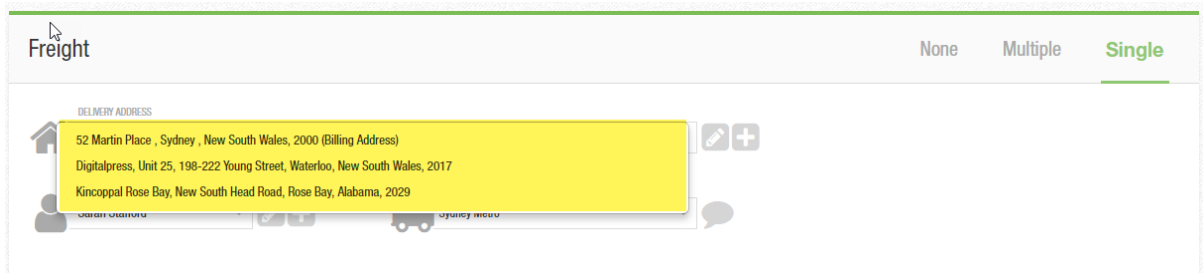 Freight
None Multiple Single
DELIVERY ADDRESS
52 Martin Place , Sydney , New South Wales, 2000 (Billing Address)
Digitalpress, Unit 25, 198-222 Young Street, Waterloo, New South Wales, 2017
Kincoppal Rose Bay, New South Head Road, Rose Bay, Alabama, 2029
Sarah Stafford
Sydney Metro